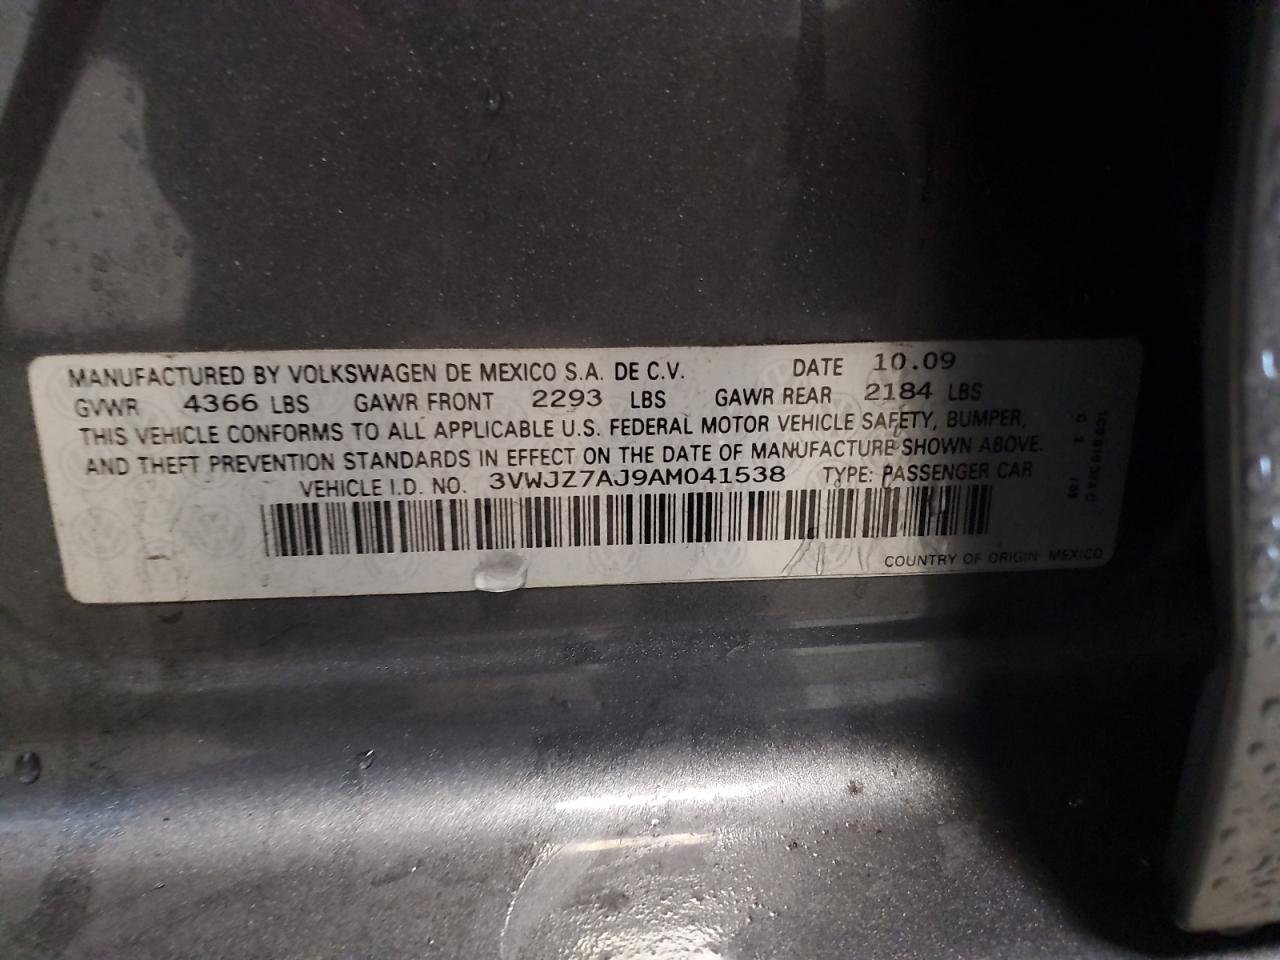 MANUFACTURED BY VOLKSWAGEN DE MEXICO S.A. DE C.V. DATE 10.09
GVWR 4366 LBS GAWR FRONT 2293 LBS GAWR REAR 2184 LBS
THIS VEHICLE CONFORMS TO ALL APPLICABLE U.S. FEDERAL MOTOR VEHICLE SAFETY, BUMPER,
AND THEFT PREVENTION STANDARDS IN EFFECT ON THE DATE OF MANUFACTURE SHOWN ABOVE.
VEHICLE I.D. NO. 3VWJZ7AJ9AM041538 TYPE: PASSENGER CAR
COUNTRY OF ORIGIN: MEXICO